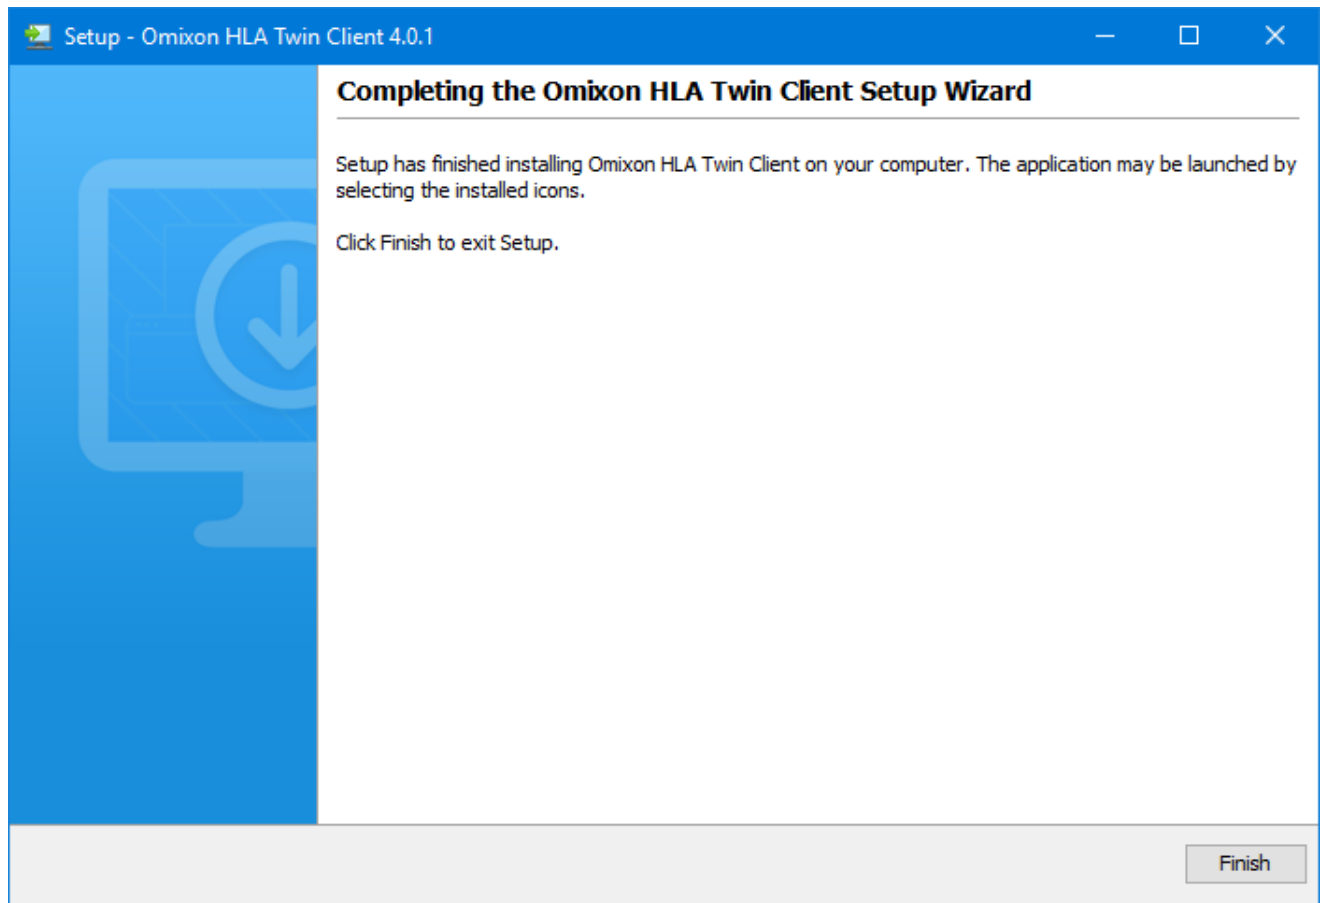 Setup - Omixon HLA Twin Client 4.0.1
Completing the Omixon HLA Twin Client Setup Wizard
Setup has finished installing Omixon HLA Twin Client on your computer. The application may be launched by
selecting the installed icons.
Click Finish to exit Setup.
Finish